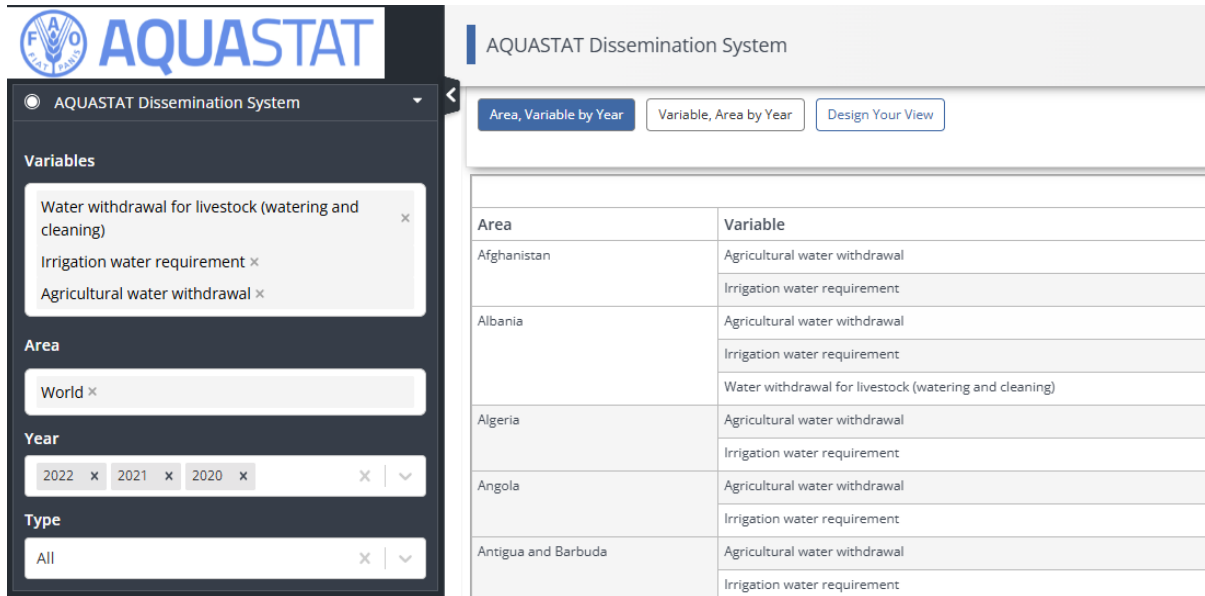 FAO
FIAT PANIS
AQUASTAT
AQUASTAT Dissemination System
Variables
Water withdrawal for livestock (watering and
cleaning)
Irrigation water requirement
Agricultural water withdrawal
Area
World
Year
2022 2021 2020
Type
All
AQUASTAT Dissemination System
Area, Variable by Year Variable, Area by Year Design Your View
Area Variable
Afghanistan Agricultural water withdrawal
Irrigation water requirement
Albania Agricultural water withdrawal
Irrigation water requirement
Water withdrawal for livestock (watering and cleaning)
Algeria Agricultural water withdrawal
Irrigation water requirement
Angola Agricultural water withdrawal
Irrigation water requirement
Antigua and Barbuda Agricultural water withdrawal
Irrigation water requirement